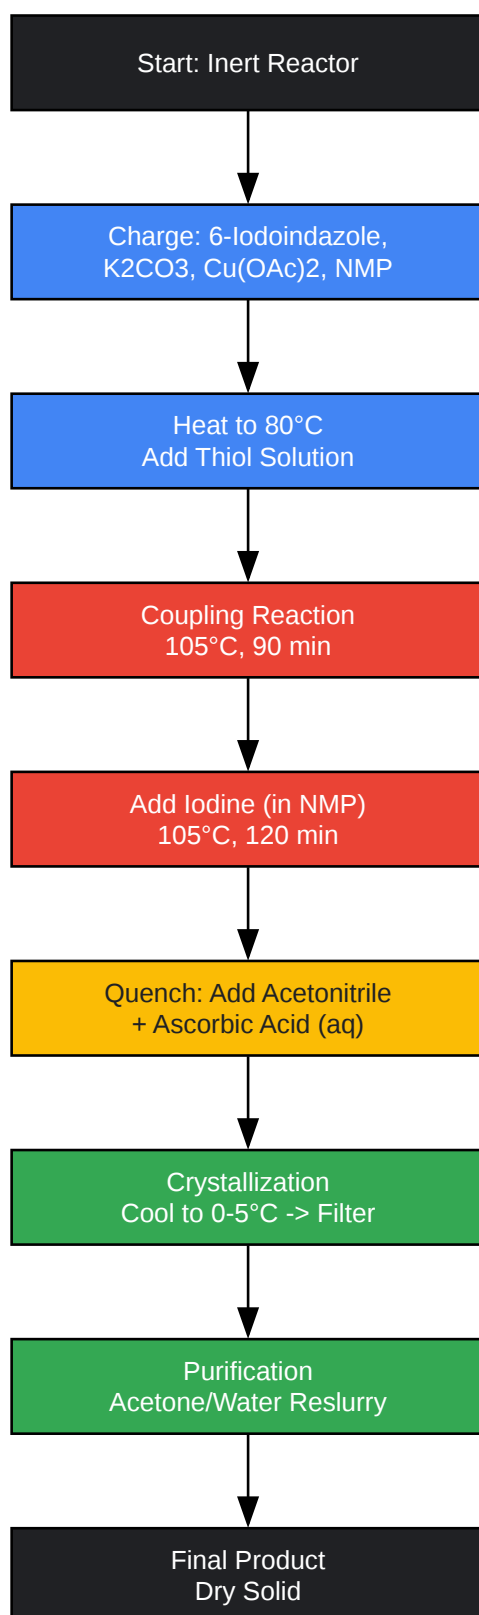 Start: Inert Reactor
Charge: 6-Iodoindazole,
K2CO3, Cu(OAc)2, NMP
Heat to 80°C
Add Thiol Solution
Coupling Reaction
105°C, 90 min
Add Iodine (in NMP)
105°C, 120 min
Quench: Add Acetonitrile
+ Ascorbic Acid (aq)
Crystallization
Cool to 0-5°C -> Filter
Purification
Acetone/Water Reslurry
Final Product
Dry Solid